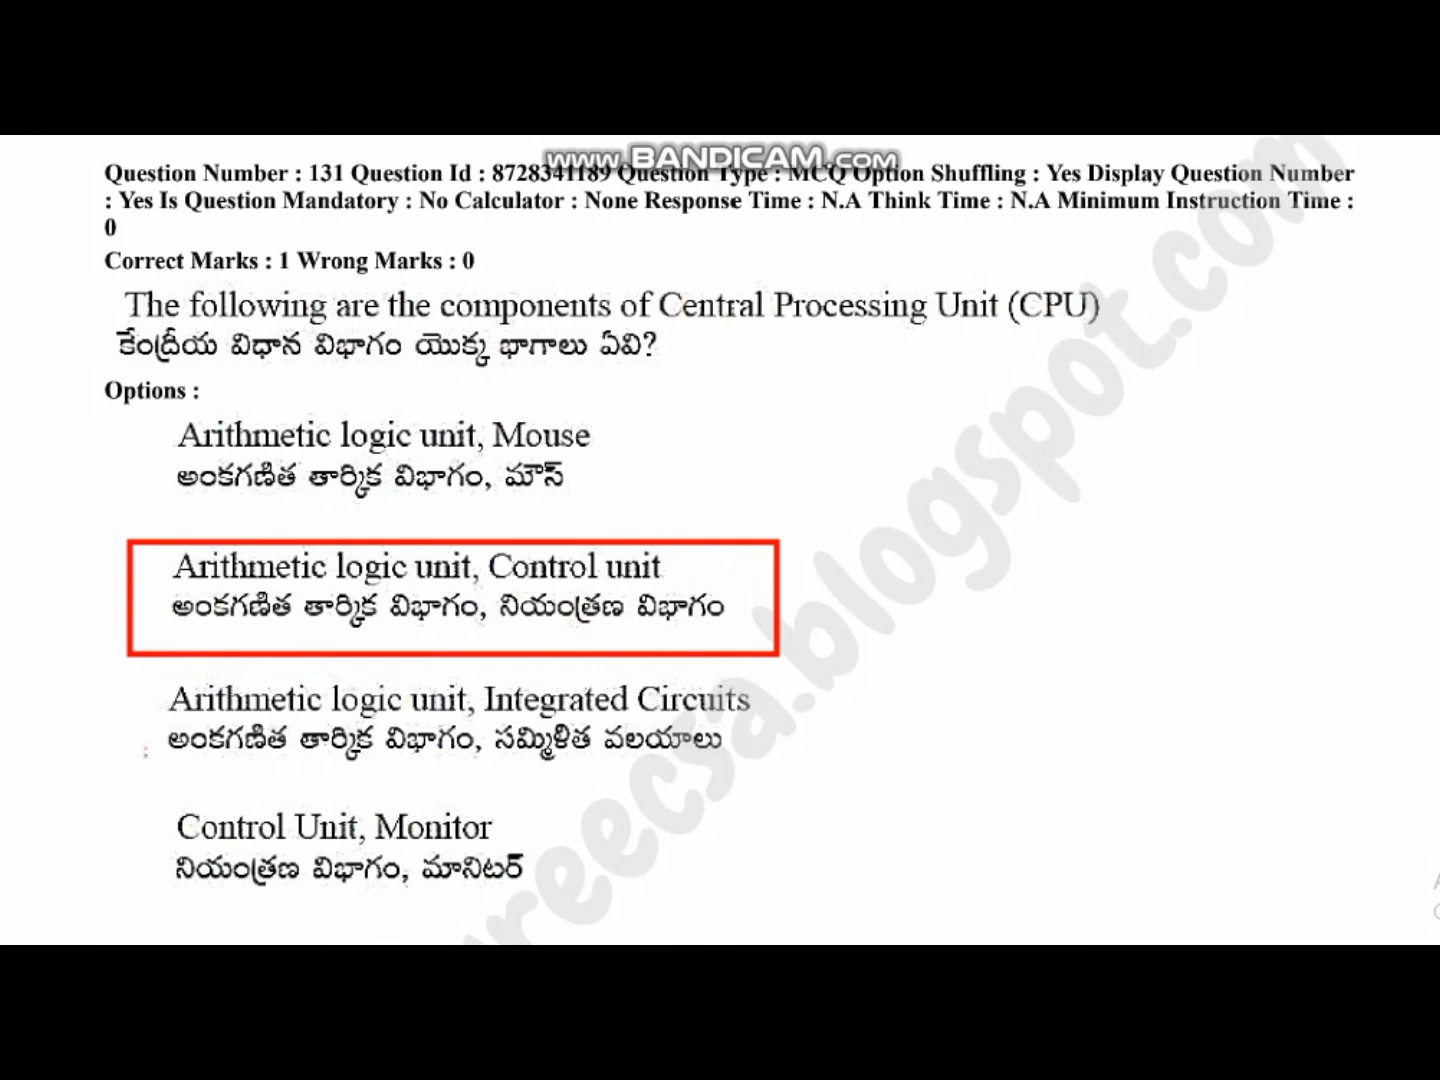 www.BANDICAM.com
Question Number : 131 Question Id : 8728341189 Question Type : MCQ Option Shuffling : Yes Display Question Number
: Yes Is Question Mandatory : No Calculator : None Response Time : N.A Think Time : N.A Minimum Instruction Time :
0
Correct Marks : 1 Wrong Marks : 0
The following are the components of Central Processing Unit (CPU)
కేంద్రీయ విధాన విభాగం యొక్క భాగాలు ఏవి?
Options :
Arithmetic logic unit, Mouse
అంకగణిత తార్కిక విభాగం, మౌస్
Arithmetic logic unit, Control unit
అంకగణిత తార్కిక విభాగం, నియంత్రణ విభాగం
Arithmetic logic unit, Integrated Circuits
అంకగణిత తార్కిక విభాగం, సమ్మిళిత వలయాలు
Control Unit, Monitor
నియంత్రణ విభాగం, మానిటర్
reecsa.blogspot.com